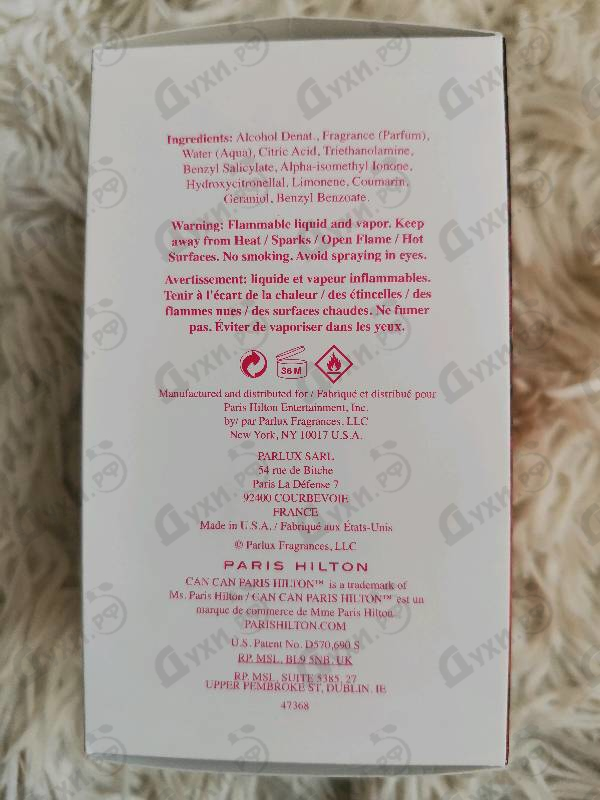 Ingredients: Alcohol Denat., Fragrance (Parfum),
Water (Aqua), Citric Acid, Triethanolamine,
Benzyl Salicylate, Alpha-isomethyl Ionone,
Hydroxycitronellal, Limonene, Coumarin,
Geraniol, Benzyl Benzoate.
Warning: Flammable liquid and vapor. Keep
away from Heat / Sparks / Open Flame / Hot
Surfaces. No smoking. Avoid spraying in eyes.
Avertissement: liquide et vapeur inflammables.
Tenir à l'écart de la chaleur / des étincelles / des
flammes nues / des surfaces chaudes. Ne fumer
pas. Éviter de vaporiser dans les yeux.
36 M
Manufactured and distributed for / Fabriqué et distribué pour
Paris Hilton Entertainment, Inc.
by/ par Parlux Fragrances, LLC
New York, NY 10017 U.S.A.
PARLUX SARL
54 rue de Bitche
Paris La Défense 7
92400 COURBEVOIE
FRANCE
Made in U.S.A. / Fabriqué aux États-Unis
© Parlux Fragrances, LLC
PARIS HILTON
CAN CAN PARIS HILTON™ is a trademark of
Ms. Paris Hilton / CAN CAN PARIS HILTON™ est un
marque de commerce de Mme Paris Hilton
PARISHILTON.COM
U.S. Patent No. D570,690 S
RP. MSL, BL9 5NB, UK
RP. MSL, SUITE 5385, 27
UPPER PEMBROKE ST, DUBLIN, IE
47368
Духи.рф